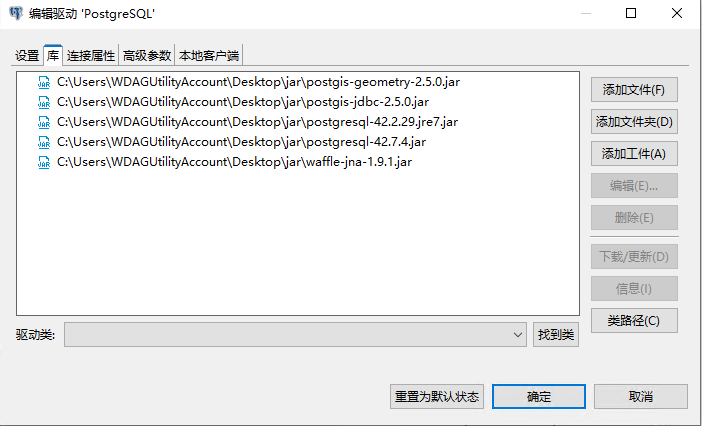 编辑驱动 'PostgreSQL'
设置 库 连接属性 高级参数 本地客户端
C:\Users\WDAGUtilityAccount\Desktop\jar\postgis-geometry-2.5.0.jar
C:\Users\WDAGUtilityAccount\Desktop\jar\postgis-jdbc-2.5.0.jar
C:\Users\WDAGUtilityAccount\Desktop\jar\postgresql-42.2.29.jre7.jar
C:\Users\WDAGUtilityAccount\Desktop\jar\postgresql-42.7.4.jar
C:\Users\WDAGUtilityAccount\Desktop\jar\waffle-jna-1.9.1.jar
添加文件(F)
添加文件夹(D)
添加工件(A)
编辑(E)...
删除(E)
下载/更新(D)
信息(I)
类路径(C)
驱动类: 找到类
重置为默认状态 确定 取消